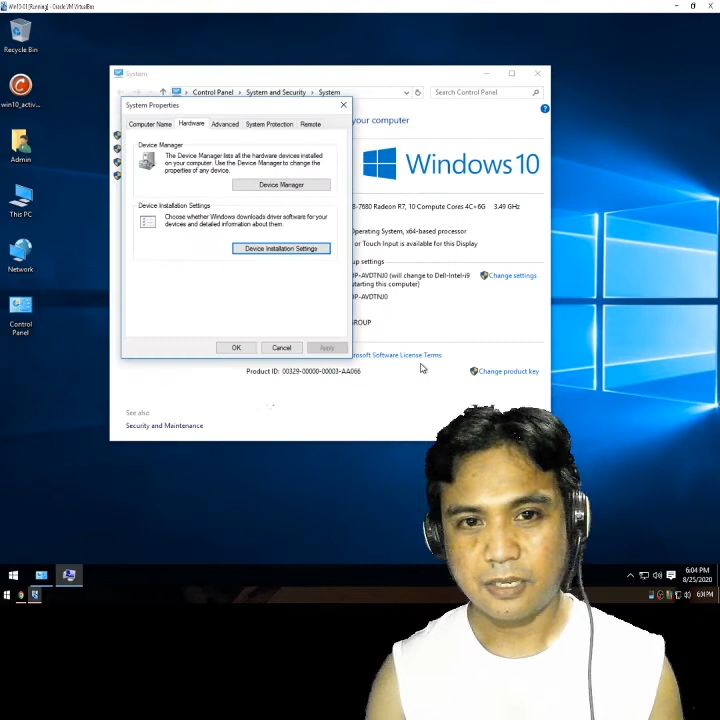 Win10-01 [Running] - Oracle VM VirtualBox
Recycle Bin
win10_activ...
Admin
This PC
Network
Control
Panel
System
Control Panel
System and Security
System
Search Control Panel
your computer
Windows 10
System Properties
Computer Name
Hardware
Advanced
System Protection
Remote
Device Manager
The Device Manager lists all the hardware devices installed
on your computer. Use the Device Manager to change the
properties of any device.
Device Manager
Device Installation Settings
Choose whether Windows downloads driver software for your
devices and detailed information about them.
Device Installation Settings
OK
Cancel
Apply
8-7680 Radeon R7, 10 Compute Cores 4C+6G 3.49 GHz
Operating System, x64-based processor
or Touch Input is available for this Display
up settings
OP-AVDTNJ0 (will change to Dell-Intel-i9
starting this computer)
Change settings
OP-AVDTNJ0
GROUP
rosoft Software License Terms
Product ID: 00329-00000-00003-AA066
Change product key
See also
Security and Maintenance
6:04 PM
8/25/2020
6:04 PM